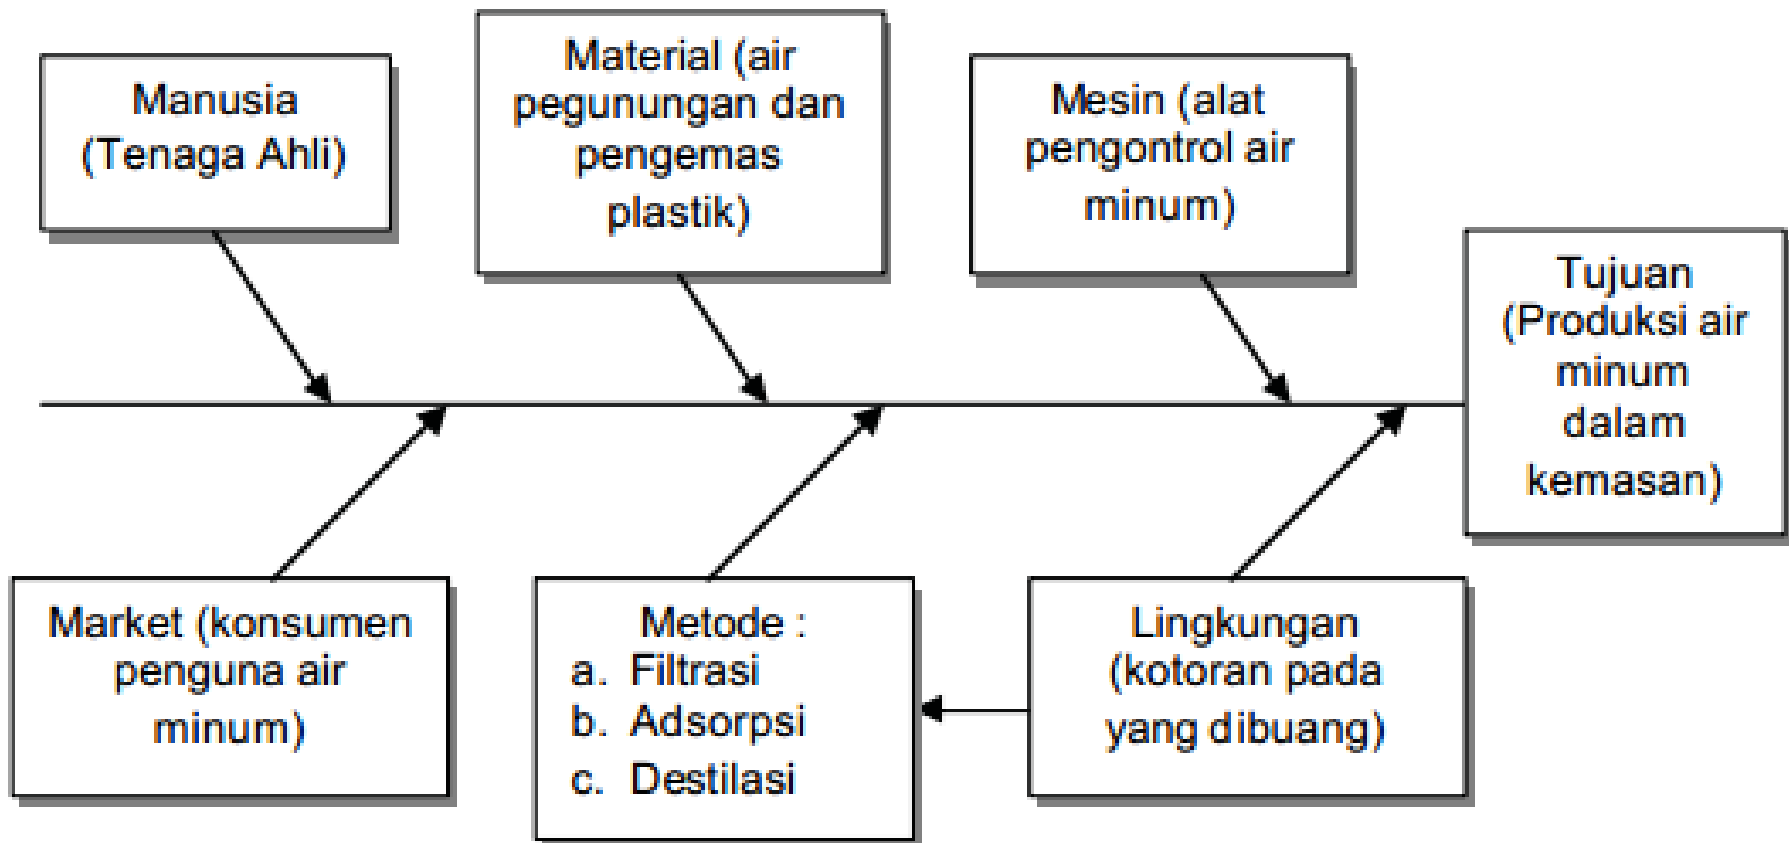 Manusia
(Tenaga Ahli)
Material (air
pegunungan dan
pengemas
plastik)
Mesin (alat
pengontrol air
minum)
Tujuan
(Produksi air
minum
dalam
kemasan)
Market (konsumen
penguna air
minum)
Metode :
a. Filtrasi
b. Adsorpsi
c. Destilasi
Lingkungan
(kotoran pada
yang dibuang)